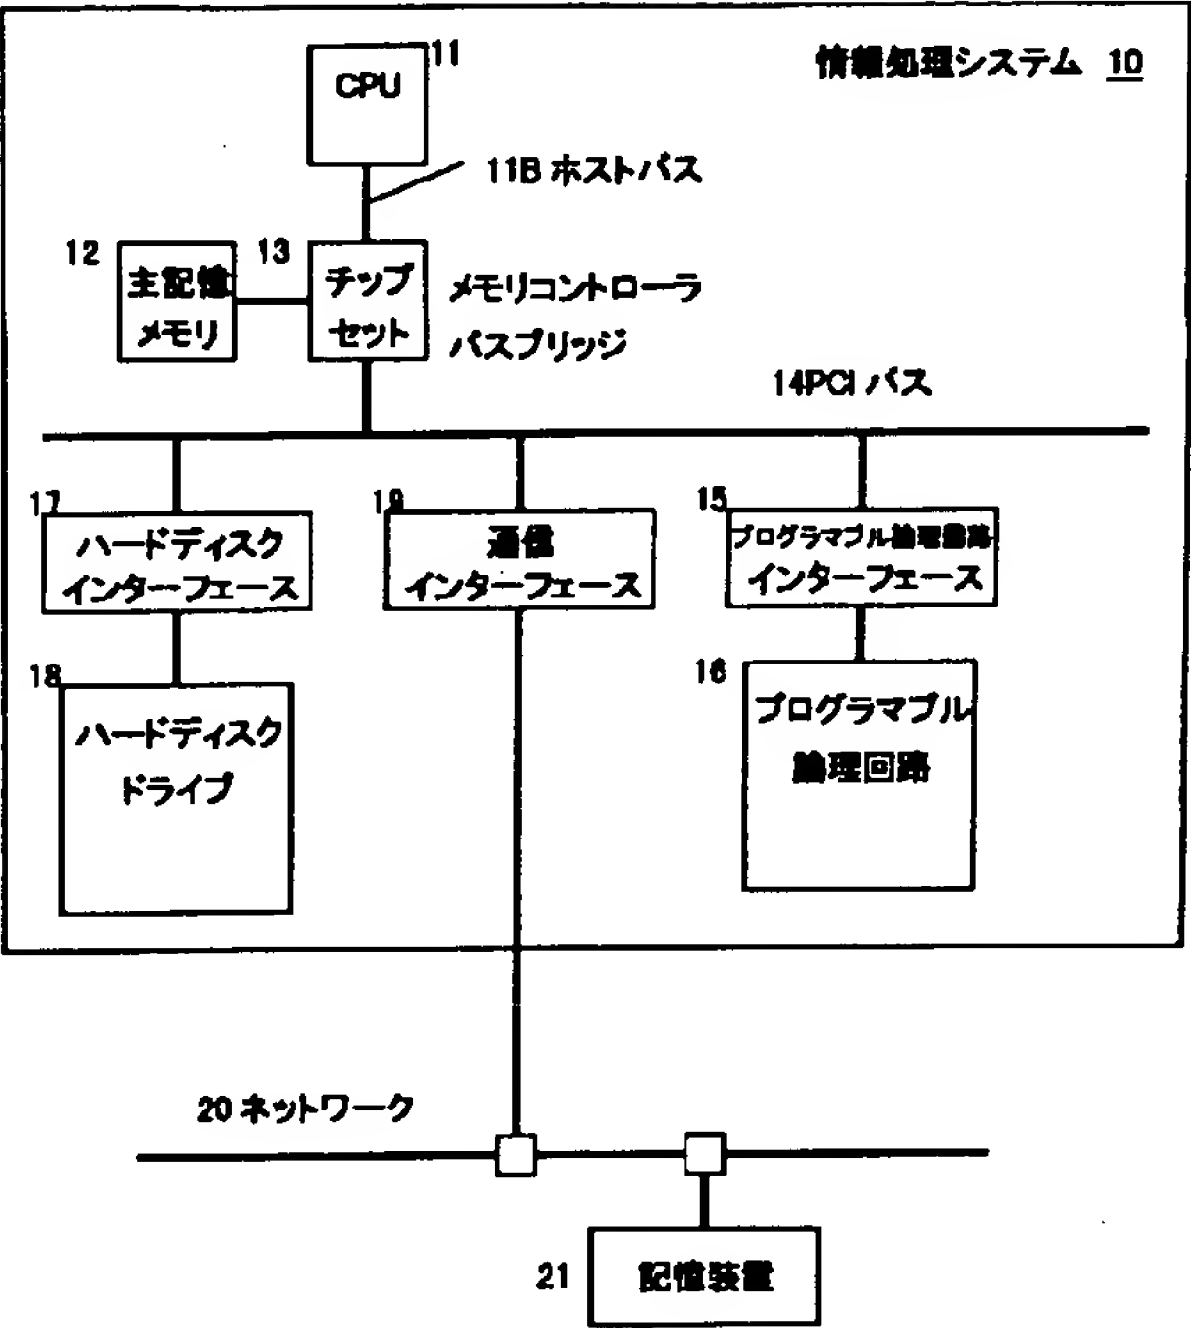 情報処理システム 10
11
CPU
11B ホストバス
12
主記憶
メモリ
13
チップ
セット
メモリコントローラ
バスブリッジ
14PCI バス
17
ハードディスク
インターフェース
19
通信
インターフェース
15
プログラマブル論理回路
インターフェース
18
ハードディスク
ドライブ
16
プログラマブル
論理回路
20 ネットワーク
21
記憶装置